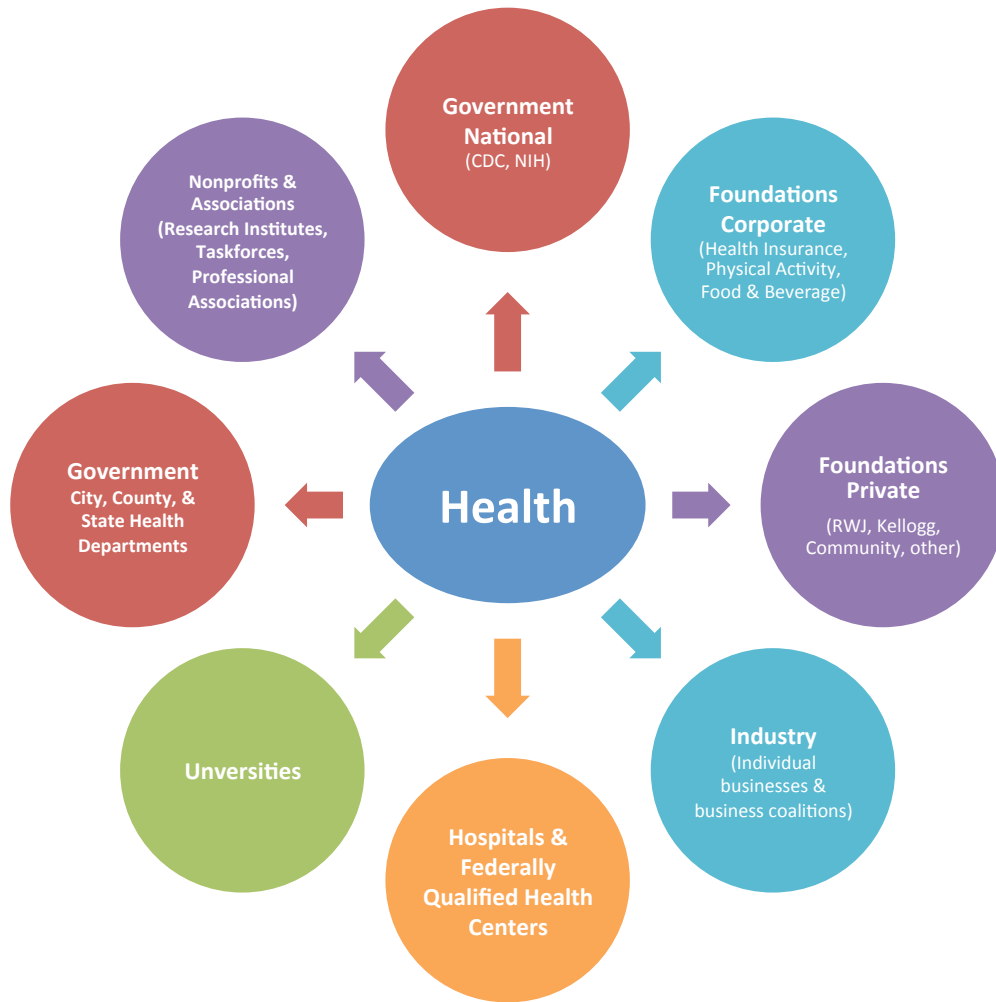 Government
National
(CDC, NIH)
Nonprofits &
Associations
(Research Institutes,
Taskforces,
Professional
Associations)
Foundations
Corporate
(Health Insurance,
Physical Activity,
Food & Beverage)
Government
City, County, &
State Health
Departments
Health
Foundations
Private
(RWJ, Kellogg,
Community, other)
Unversities
Industry
(Individual
businesses &
business coalitions)
Hospitals &
Federally
Qualified Health
Centers